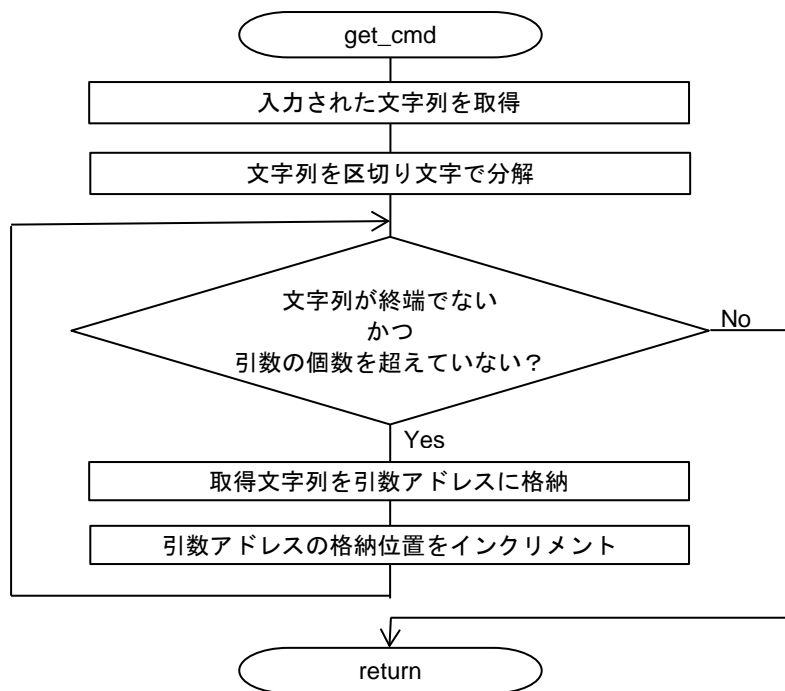 get_cmd
入力された文字列を取得
文字列を区切り文字で分解
文字列が終端でない
かつ
引数の個数を超えていない?
No
Yes
取得文字列を引数アドレスに格納
引数アドレスの格納位置をインクリメント
return